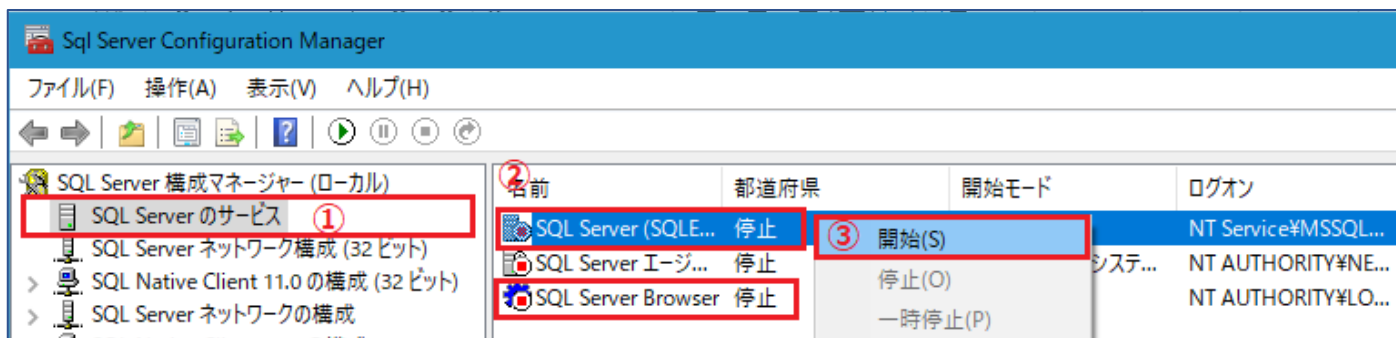 Sql Server Configuration Manager
ファイル(F) 操作(A) 表示(V) ヘルプ(H)
SQL Server 構成マネージャー (ローカル)
SQL Server のサービス ①
SQL Server ネットワーク構成 (32 ビット)
SQL Native Client 11.0 の構成 (32 ビット)
SQL Server ネットワークの構成
② 名前 都道府県 開始モード ログオン
SQL Server (SQLE... 停止 NT Service¥MSSQL...
SQL Server エージ... 停止 システ... NT AUTHORITY¥NE...
SQL Server Browser 停止 NT AUTHORITY¥LO...
③ 開始(S)
停止(O)
一時停止(P)